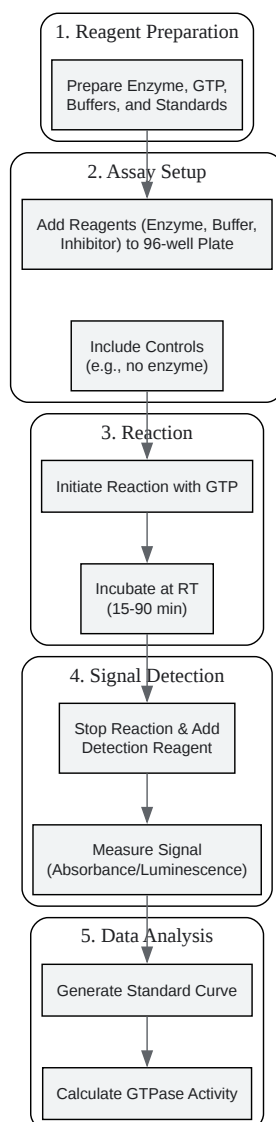 1. Reagent Preparation
Prepare Enzyme, GTP,
Buffers, and Standards
2. Assay Setup
Add Reagents (Enzyme, Buffer,
Inhibitor) to 96-well Plate
Include Controls
(e.g., no enzyme)
3. Reaction
Initiate Reaction with GTP
Incubate at RT
(15-90 min)
4. Signal Detection
Stop Reaction & Add
Detection Reagent
Measure Signal
(Absorbance/Luminescence)
5. Data Analysis
Generate Standard Curve
Calculate GTPase Activity